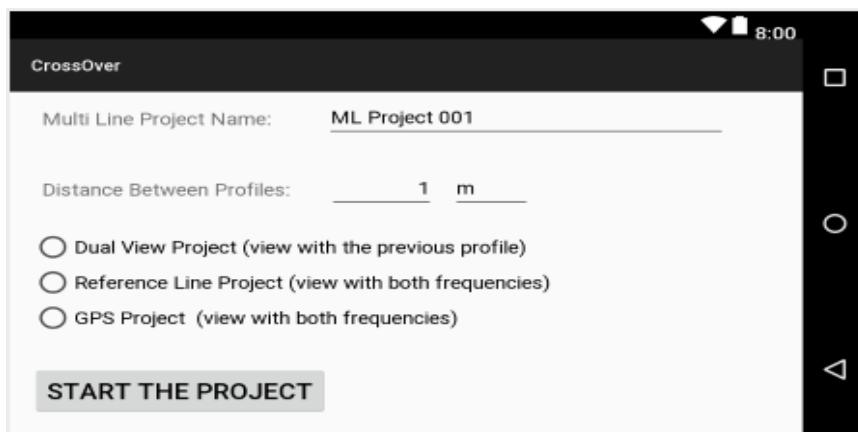 8:00
CrossOver
Multi Line Project Name: ML Project 001
Distance Between Profiles: 1 m
Dual View Project (view with the previous profile)
Reference Line Project (view with both frequencies)
GPS Project (view with both frequencies)
START THE PROJECT